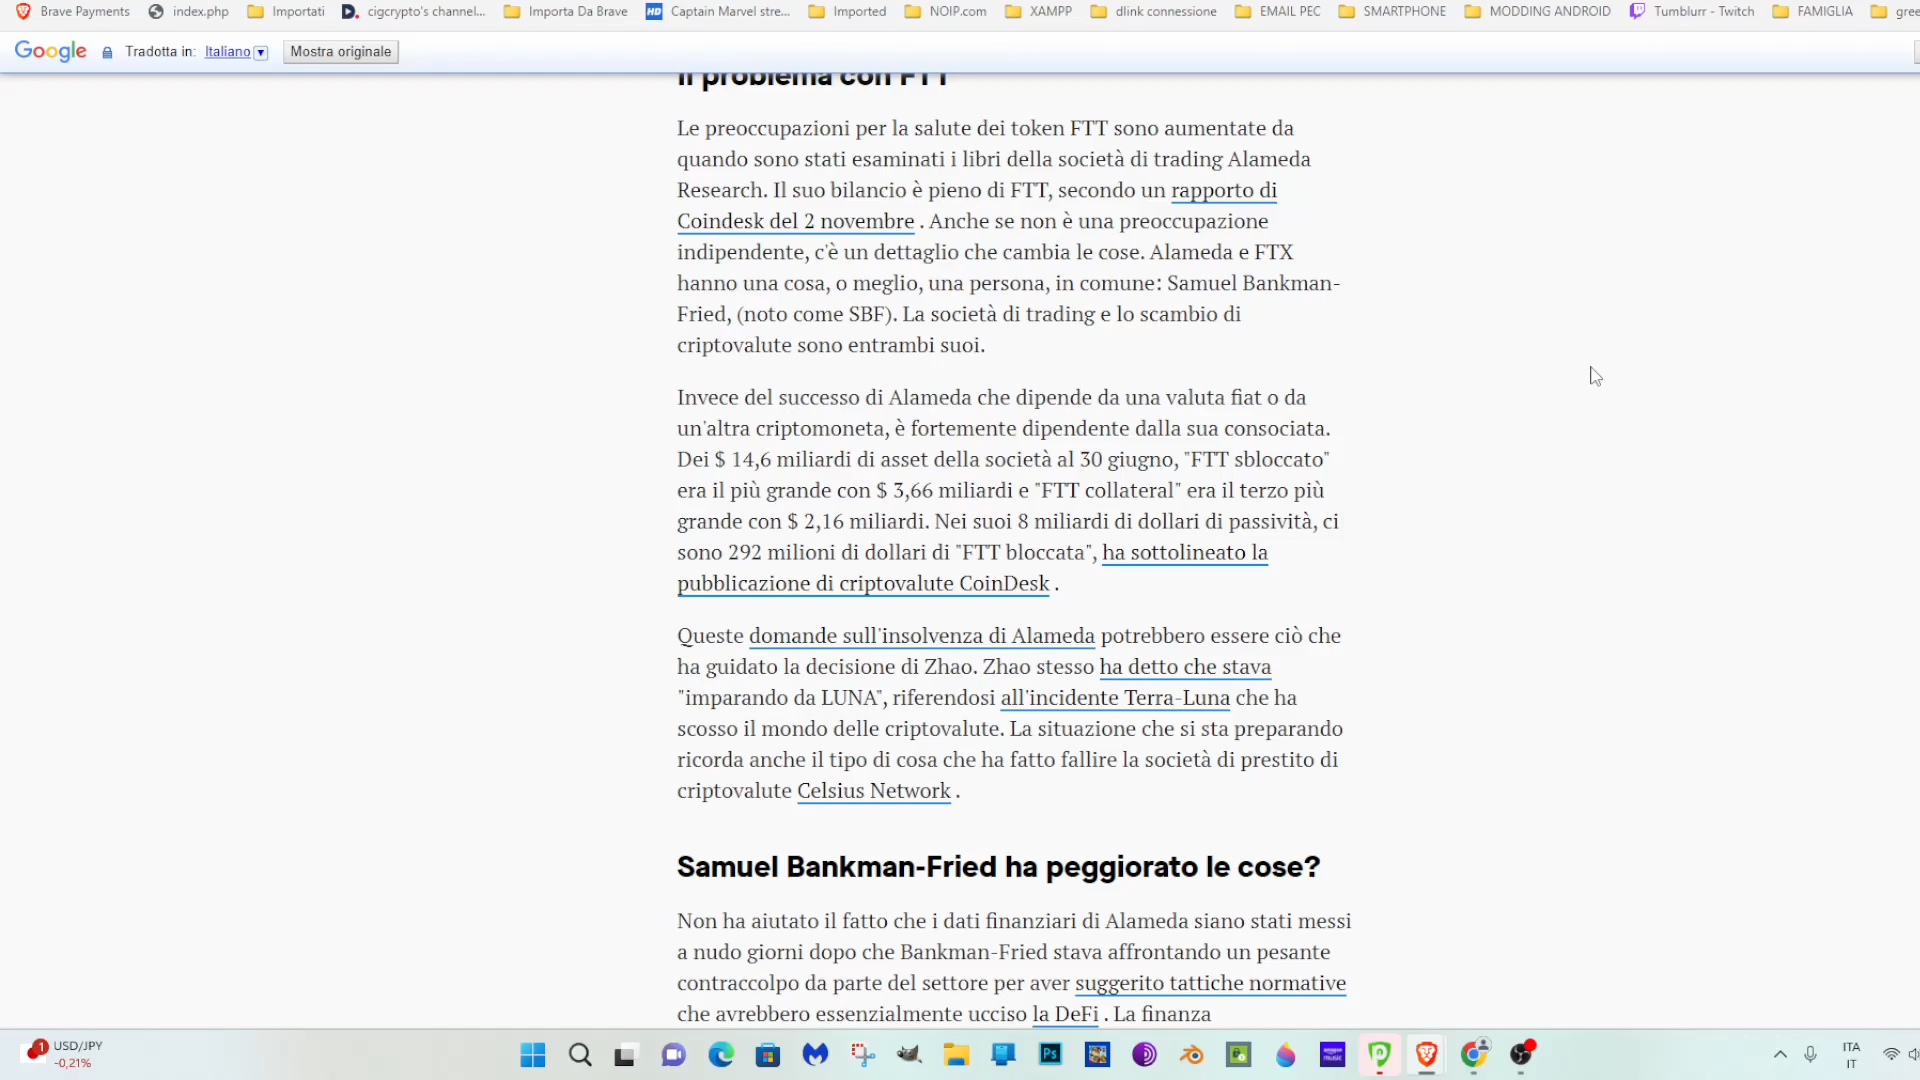 Brave Payments index.php Importati cigcrypto's channel... Importa Da Brave Captain Marvel stre... Imported NOIP.com XAMPP dlink connessione EMAIL PEC SMARTPHONE MODDING ANDROID Tumblurr - Twitch FAMIGLIA gree
Google Tradotta in: Italiano Mostra originale
Il problema con FTT
Le preoccupazioni per la salute dei token FTT sono aumentate da
quando sono stati esaminati i libri della società di trading Alameda
Research. Il suo bilancio è pieno di FTT, secondo un rapporto di
Coindesk del 2 novembre . Anche se non è una preoccupazione
indipendente, c'è un dettaglio che cambia le cose. Alameda e FTX
hanno una cosa, o meglio, una persona, in comune: Samuel Bankman-
Fried, (noto come SBF). La società di trading e lo scambio di
criptovalute sono entrambi suoi.
Invece del successo di Alameda che dipende da una valuta fiat o da
un'altra criptomoneta, è fortemente dipendente dalla sua consociata.
Dei $ 14,6 miliardi di asset della società al 30 giugno, "FTT sbloccato"
era il più grande con $ 3,66 miliardi e "FTT collateral" era il terzo più
grande con $ 2,16 miliardi. Nei suoi 8 miliardi di dollari di passività, ci
sono 292 milioni di dollari di "FTT bloccata", ha sottolineato la
pubblicazione di criptovalute CoinDesk .
Queste domande sull'insolvenza di Alameda potrebbero essere ciò che
ha guidato la decisione di Zhao. Zhao stesso ha detto che stava
"imparando da LUNA", riferendosi all'incidente Terra-Luna che ha
scosso il mondo delle criptovalute. La situazione che si sta preparando
ricorda anche il tipo di cosa che ha fatto fallire la società di prestito di
criptovalute Celsius Network .
Samuel Bankman-Fried ha peggiorato le cose?
Non ha aiutato il fatto che i dati finanziari di Alameda siano stati messi
a nudo giorni dopo che Bankman-Fried stava affrontando un pesante
contraccolpo da parte del settore per aver suggerito tattiche normative
che avrebbero essenzialmente ucciso la DeFi . La finanza
1 USD/JPY
-0,21%
Ps
amazon music
ITA
IT